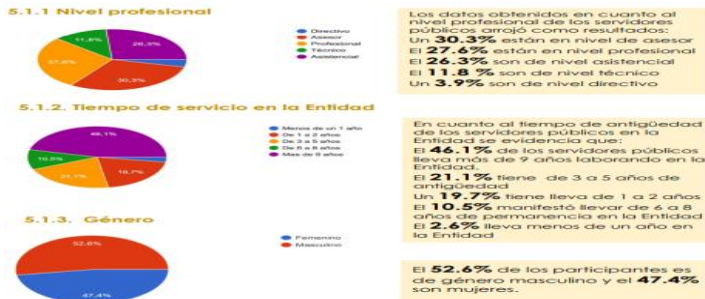 5.1.1 Nivel profesional
11,8%
26,3%
27,6%
30,3%
Directivo
Asesor
Profesional
Técnico
Asistencial
Los datos obtenidos en cuanto al
nivel profesional de los servidores
públicos arrojó como resultados:
Un 30.3% están en nivel de asesor
El 27.6% están en nivel profesional
El 26.3% son de nivel asistencial
El 11.8 % son de nivel técnico
Un 3.9% son de nivel directivo
5.1.2. Tiempo de servicio en la Entidad
46,1%
10,5%
21,1%
19,7%
Menos de un 1 año
De 1 a 2 años
De 3 a 5 años
De 6 a 8 años
Mas de 9 años
En cuanto al tiempo de antigüedad
de los servidores públicos en la
Entidad se evidencia que:
El 46.1% de los servidores públicos
lleva más de 9 años laborando en la
Entidad.
El 21.1% tiene de 3 a 5 años de
antigüedad
Un 19.7% tiene lleva de 1 a 2 años
El 10.5% manifestó llevar de 6 a 8
años de permanencia en la Entidad
El 2.6% lleva menos de un año en
la Entidad
5.1.3. Género
52,6%
47,4%
Femenino
Masculino
El 52.6% de los participantes es
de género masculino y el 47.4%
son mujeres.